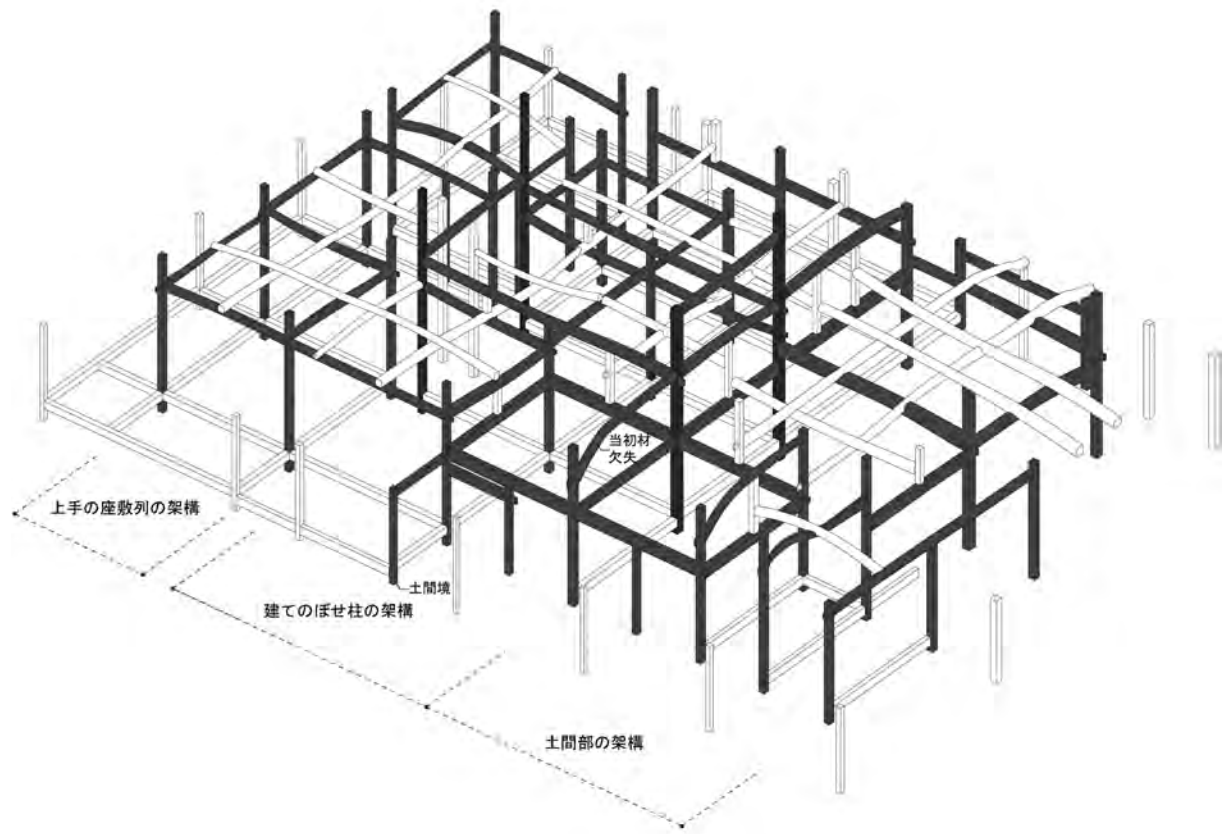 当初材
欠失
上手の座敷列の架構
土間境
建てのぼせ柱の架構
土間部の架構